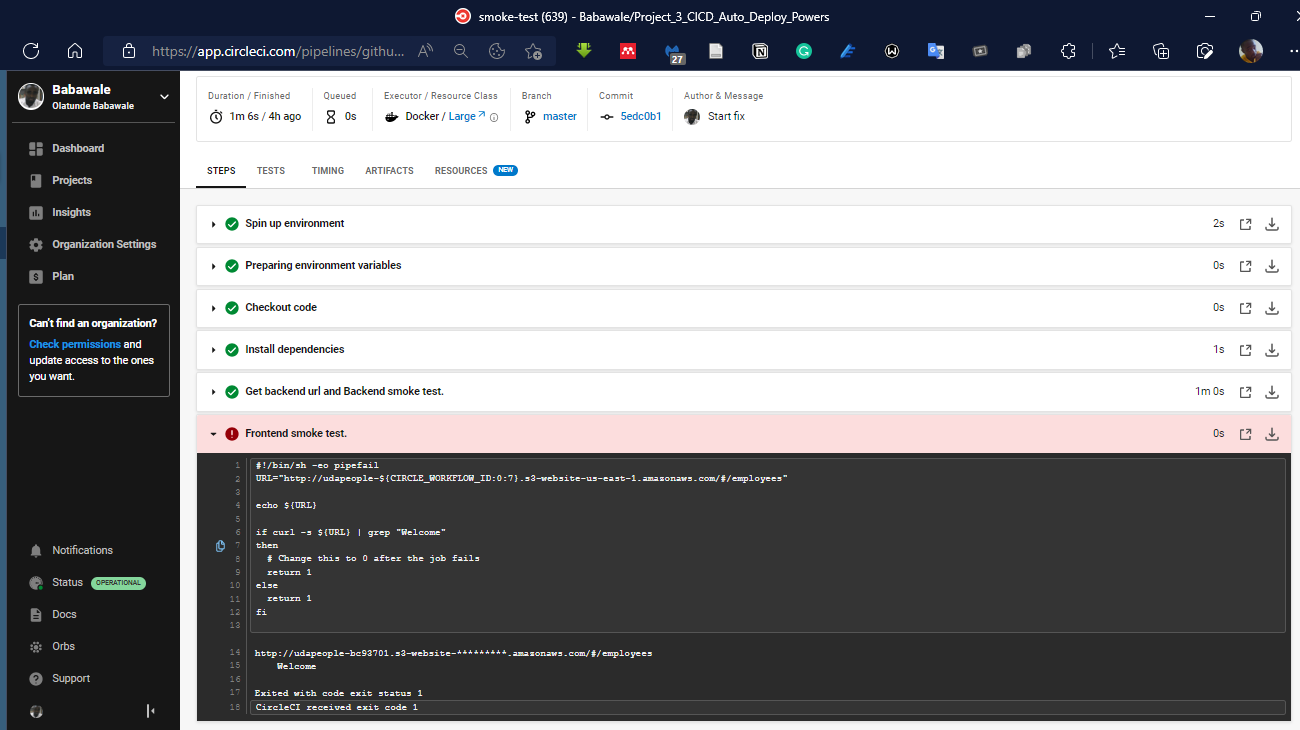 smoke-test (639) - Babawale/Project_3_CICD_Auto_Deploy_Powers
https://app.circleci.com/pipelines/githu...
27
Babawale
Olatunde Babawale
Dashboard
Projects
Insights
Organization Settings
Plan
Can't find an organization?
Check permissions and
update access to the ones
you want.
Notifications
Status OPERATIONAL
Docs
Orbs
Support
Duration / Finished
1m 6s / 4h ago
Queued
0s
Executor / Resource Class
Docker / Large
Branch
master
Commit
5edc0b1
Author & Message
Start fix
STEPS TESTS TIMING ARTIFACTS RESOURCES NEW
Spin up environment 2s
Preparing environment variables 0s
Checkout code 0s
Install dependencies 1s
Get backend url and Backend smoke test. 1m 0s
Frontend smoke test. 0s
1 #!/bin/sh -eo pipefail
2 URL="http://udapeople-${CIRCLE_WORKFLOW_ID:0:7}.s3-website-us-east-1.amazonaws.com/#/employees"
3
4 echo ${URL}
5
6 if curl -s ${URL} | grep "Welcome"
7 then
8 # Change this to 0 after the job fails
9 return 1
10 else
11 return 1
12 fi
13
14 http://udapeople-bc93701.s3-website-*********.amazonaws.com/#/employees
15 Welcome
16
17 Exited with code exit status 1
18 CircleCI received exit code 1